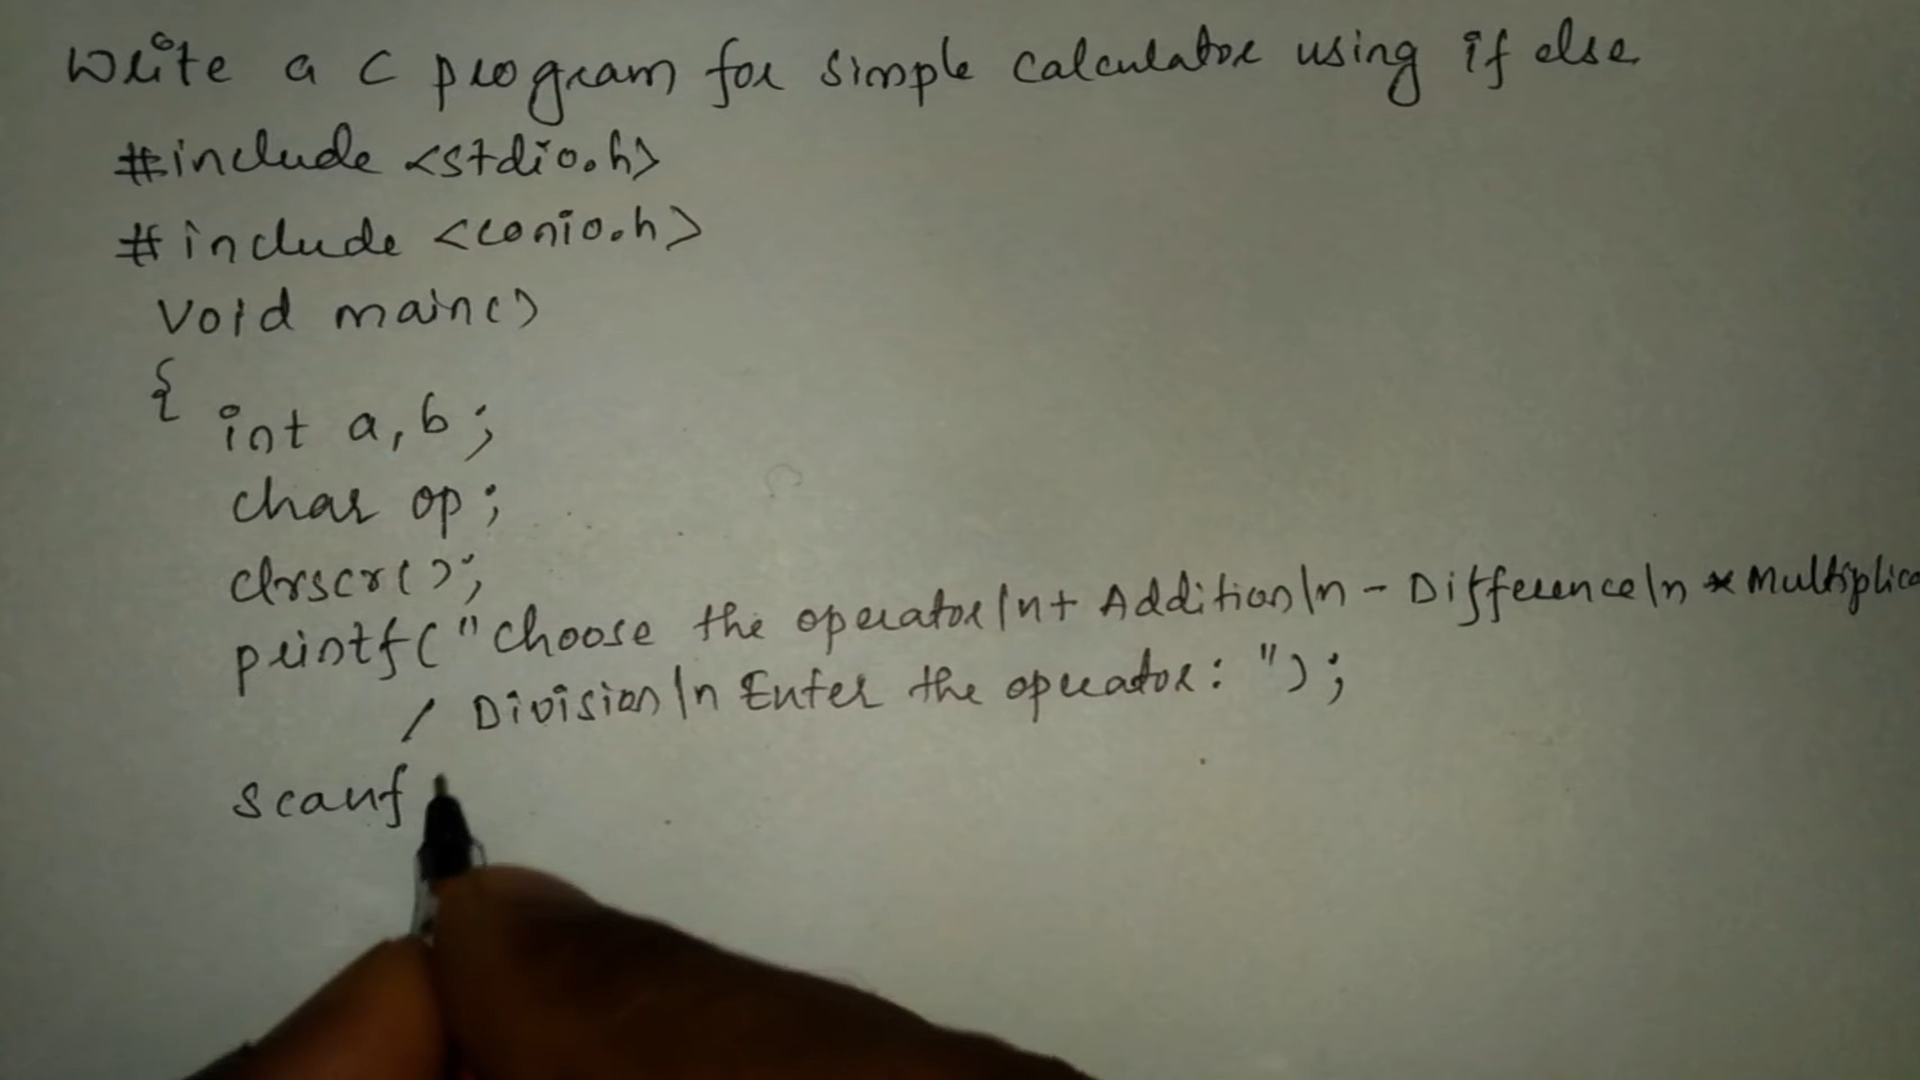 Write a C program for simple calculator using if else
#include <stdio.h>
#include <conio.h>
void main()
{
int a, b;
char op;
clrscr();
printf("Choose the operator\n+ Addition\n - Difference\n * Multiplica
/ Division\n Enter the operator: ");
scanf